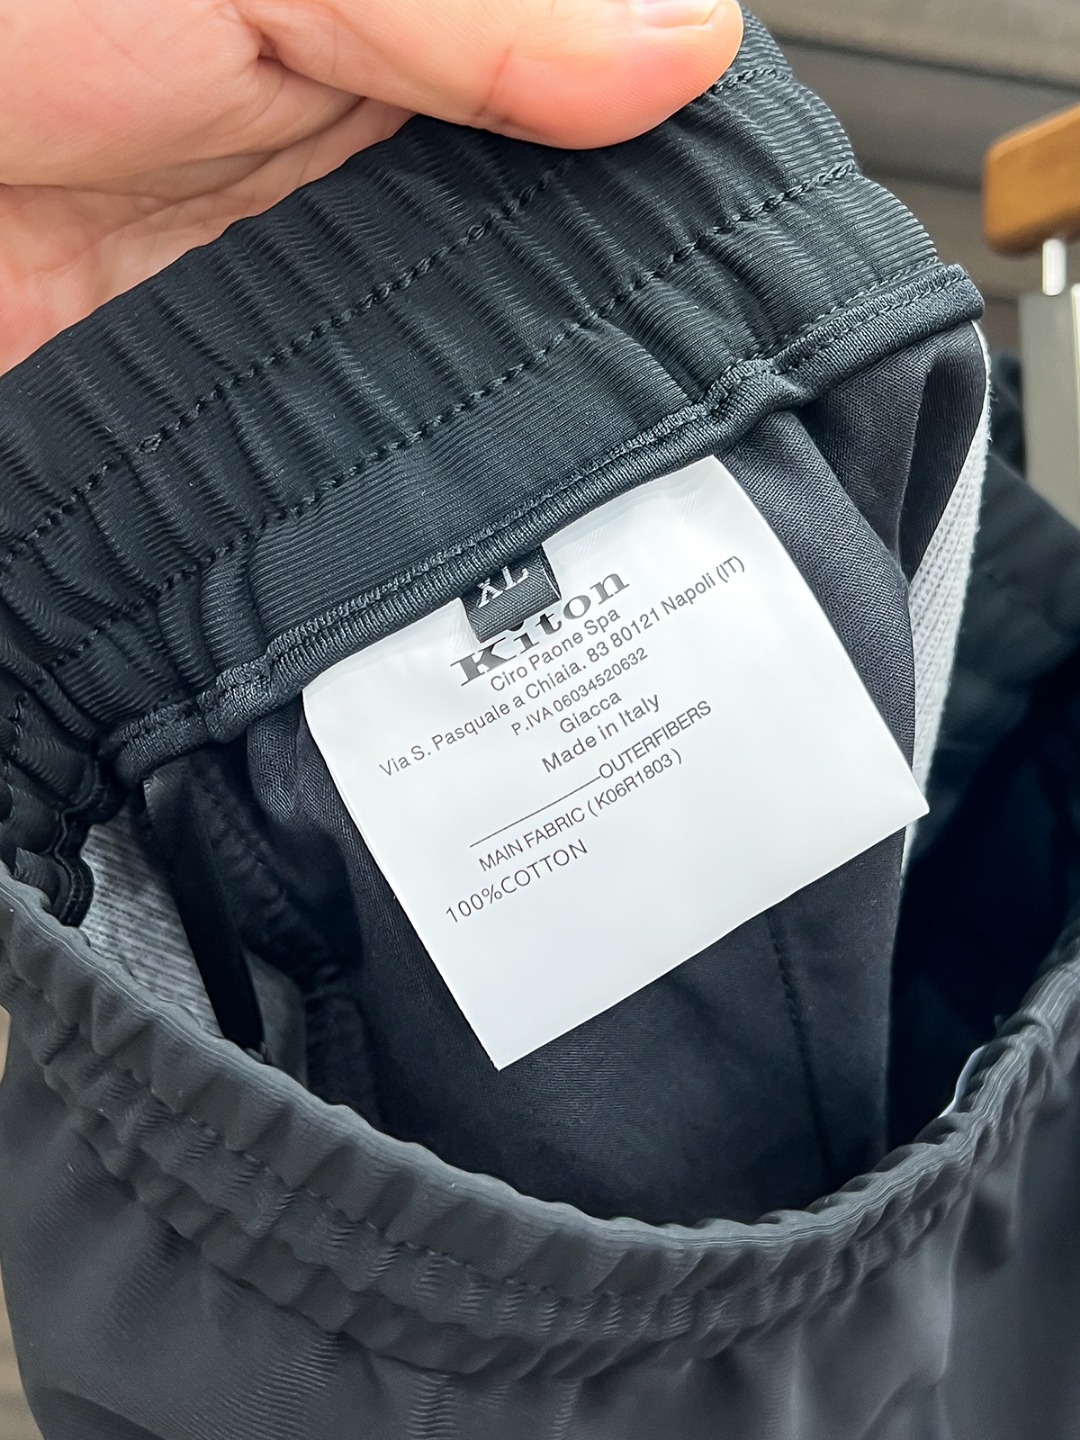 XL
Kiton
Ciro Paone Spa
Via S. Pasquale a Chiaia. 83 80121 Napoli (IT)
P.IVA 06034520632
Giacca
Made in Italy
OUTERFIBERS
MAIN FABRIC ( K06R1803 )
100%COTTON